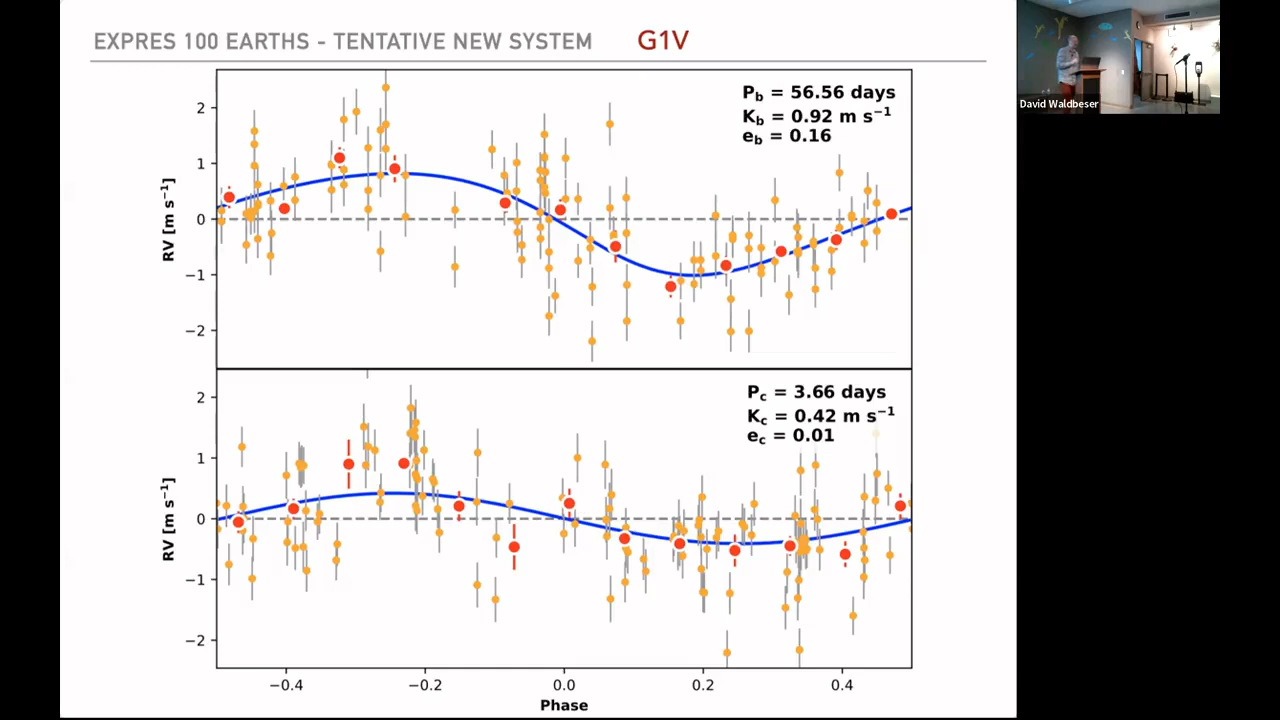 EXPRES 100 EARTHS - TENTATIVE NEW SYSTEM G1V
David Waldbeser
P_b = 56.56 days
K_b = 0.92 m s⁻¹
e_b = 0.16
2
1
0
−1
−2
RV [m s⁻¹]
P_c = 3.66 days
K_c = 0.42 m s⁻¹
e_c = 0.01
2
1
0
−1
−2
RV [m s⁻¹]
−0.4 −0.2 0.0 0.2 0.4
Phase